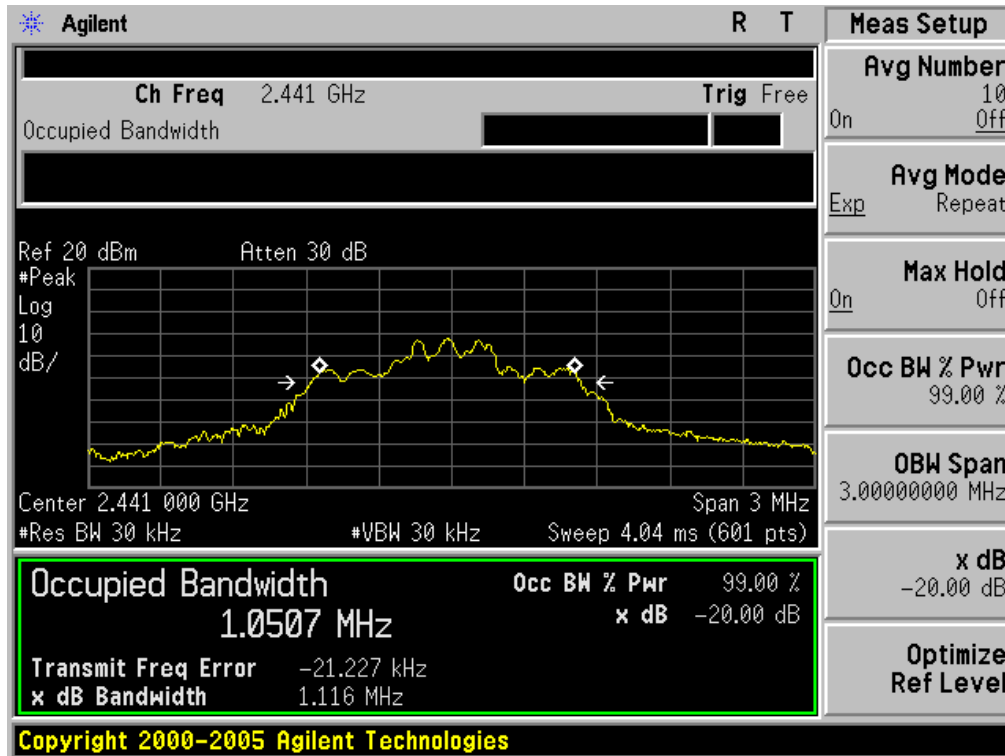 Agilent R T
Ch Freq 2.441 GHz Trig Free
Occupied Bandwidth
Ref 20 dBm Atten 30 dB
#Peak
Log
10
dB/
Center 2.441 000 GHz Span 3 MHz
#Res BW 30 kHz #VBW 30 kHz Sweep 4.04 ms (601 pts)
Occupied Bandwidth
1.0507 MHz
Occ BW % Pwr 99.00 %
x dB -20.00 dB
Transmit Freq Error -21.227 kHz
x dB Bandwidth 1.116 MHz
Copyright 2000-2005 Agilent Technologies
Meas Setup
Avg Number
10
On Off
Avg Mode
Exp Repeat
Max Hold
On Off
Occ BW % Pwr
99.00 %
OBW Span
3.00000000 MHz
x dB
-20.00 dB
Optimize
Ref Level